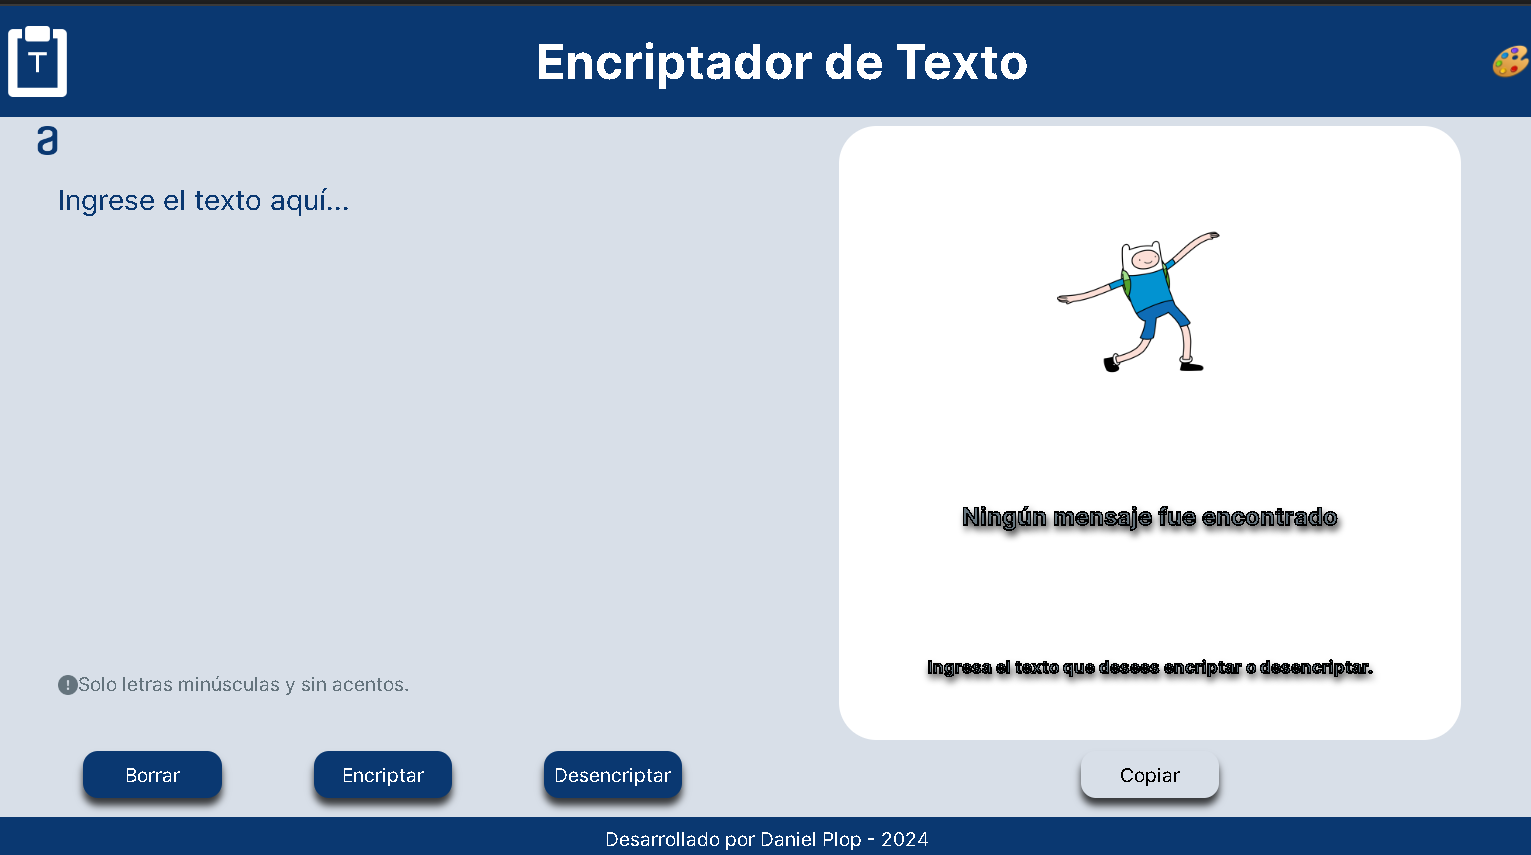 T
Encriptador de Texto
a
Ingrese el texto aquí...
Solo letras minúsculas y sin acentos.
Borrar
Encriptar
Desencriptar
Ningún mensaje fue encontrado
Ingresa el texto que desees encriptar o desencriptar.
Copiar
Desarrollado por Daniel Plop - 2024